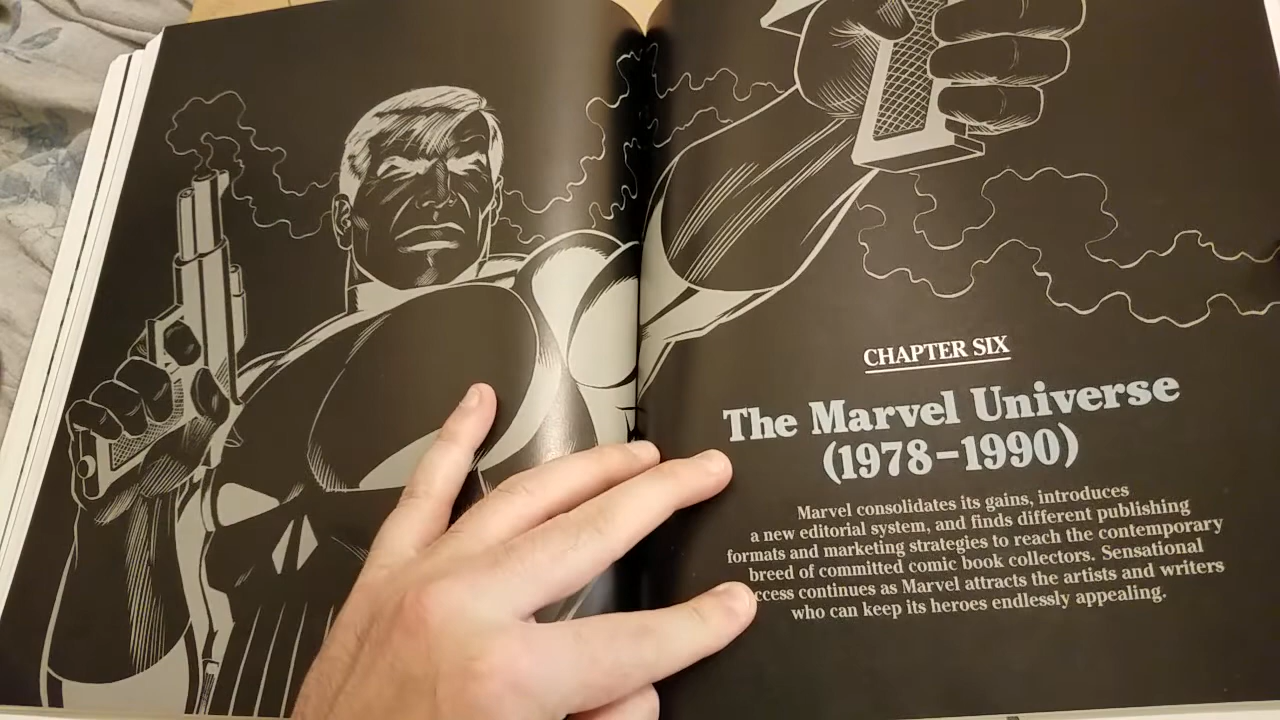 CHAPTER SIX
The Marvel Universe
(1978–1990)
Marvel consolidates its gains, introduces
a new editorial system, and finds different publishing
formats and marketing strategies to reach the contemporary
breed of committed comic book collectors. Sensational
ccess continues as Marvel attracts the artists and writers
who can keep its heroes endlessly appealing.